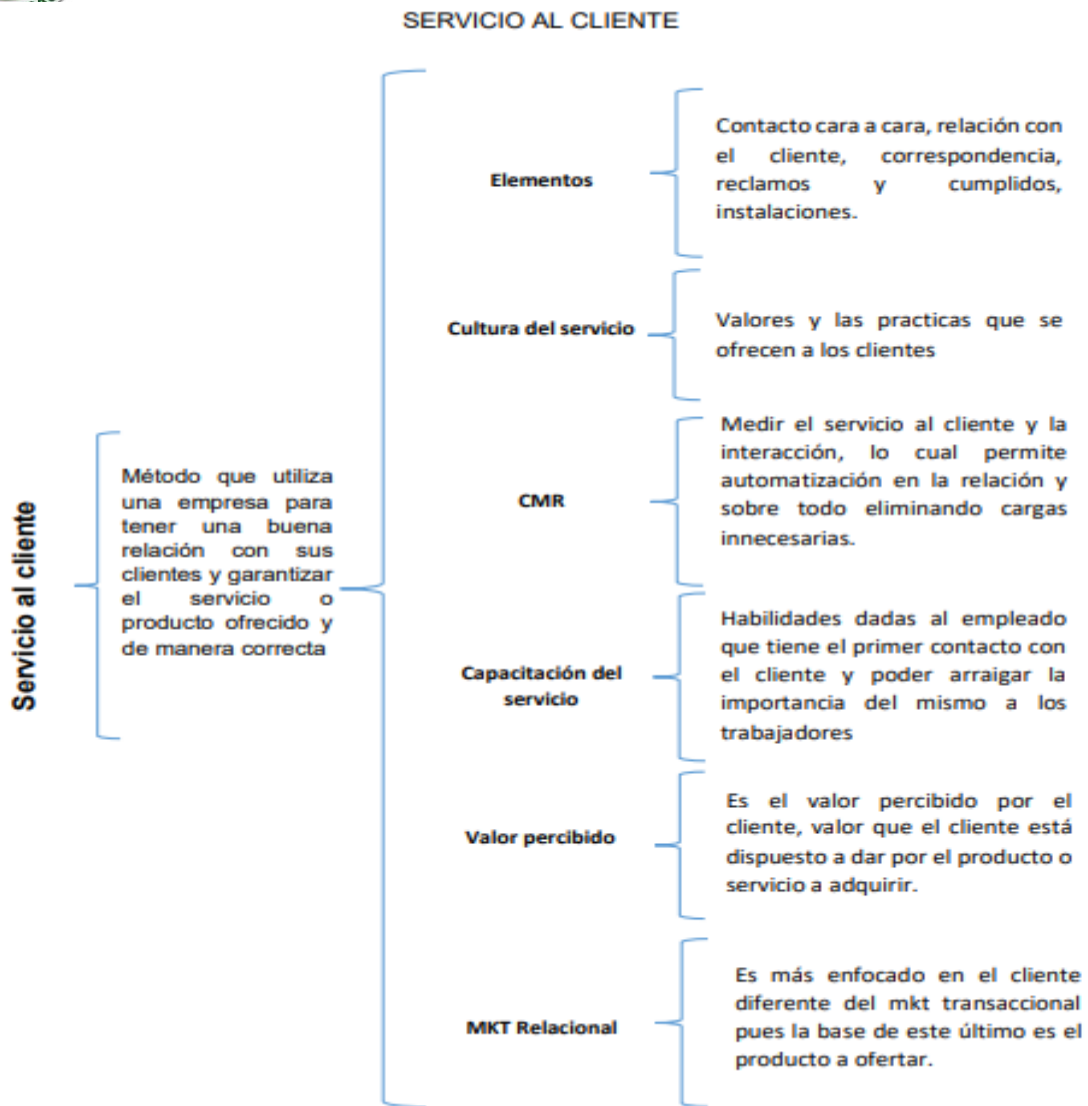 SERVICIO AL CLIENTE
Servicio al cliente
Método que utiliza
una empresa para
tener una buena
relación con sus
clientes y garantizar
el servicio o
producto ofrecido y
de manera correcta
Elementos
Contacto cara a cara, relación con
el cliente, correspondencia,
reclamos y cumplidos,
instalaciones.
Cultura del servicio
Valores y las practicas que se
ofrecen a los clientes
CMR
Medir el servicio al cliente y la
interacción, lo cual permite
automatización en la relación y
sobre todo eliminando cargas
innecesarias.
Capacitación del
servicio
Habilidades dadas al empleado
que tiene el primer contacto con
el cliente y poder arraigar la
importancia del mismo a los
trabajadores
Valor percibido
Es el valor percibido por el
cliente, valor que el cliente está
dispuesto a dar por el producto o
servicio a adquirir.
MKT Relacional
Es más enfocado en el cliente
diferente del mkt transaccional
pues la base de este último es el
producto a ofertar.